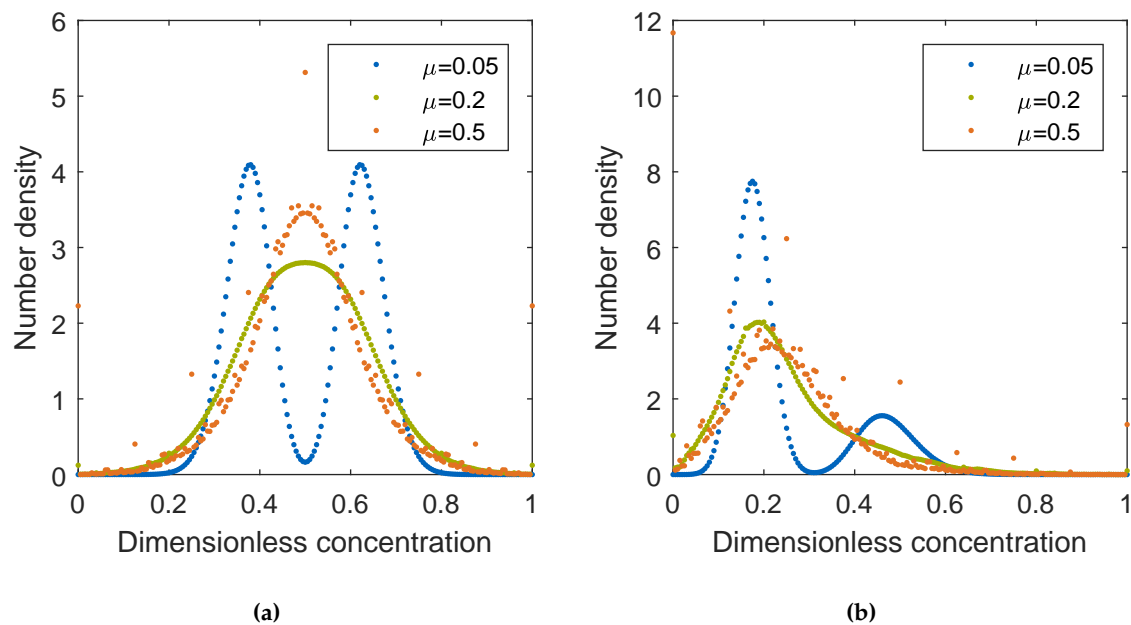 6
5
4
3
2
1
0
Number density
0
0.2
0.4
0.6
0.8
1
Dimensionless concentration
μ=0.05
μ=0.2
μ=0.5
(a)
12
10
8
6
4
2
0
Number density
0
0.2
0.4
0.6
0.8
1
Dimensionless concentration
μ=0.05
μ=0.2
μ=0.5
(b)